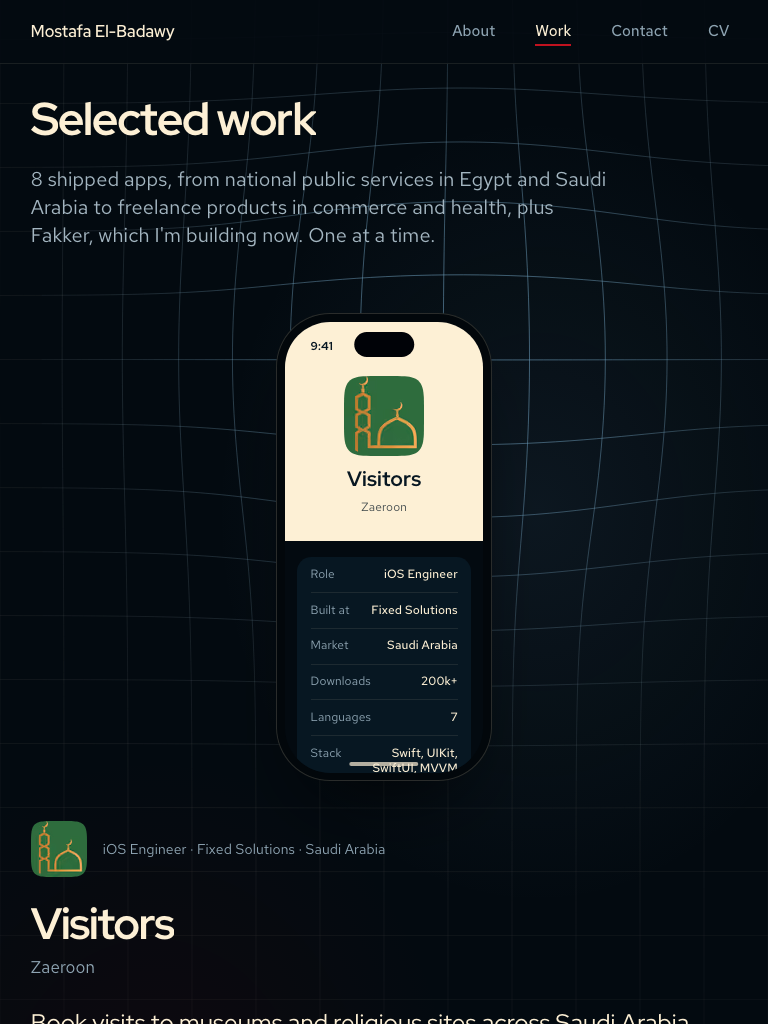 Mostafa El-Badawy
About
Work
Contact
CV
Selected work
8 shipped apps, from national public services in Egypt and Saudi
Arabia to freelance products in commerce and health, plus
Fakker, which I'm building now. One at a time.
9:41
Visitors
Zaeroon
Role iOS Engineer
Built at Fixed Solutions
Market Saudi Arabia
Downloads 200k+
Languages 7
Stack Swift, UIKit,
SwiftUI, MVVM
iOS Engineer · Fixed Solutions · Saudi Arabia
Visitors
Zaeroon
Book visits to museums and religious sites across Saudi Arabia